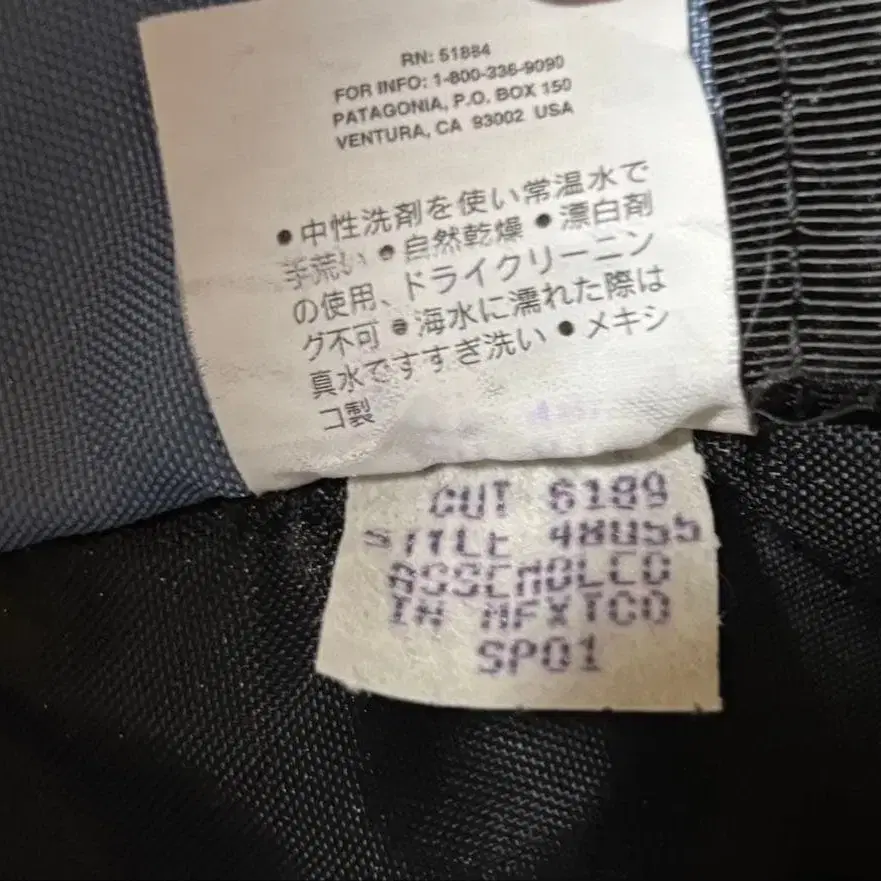 RN: 51884
FOR INFO: 1-800-336-9090
PATAGONIA, P.O. BOX 150
VENTURA, CA 93002 USA
●中性洗剤を使い常温水で
手荒い●自然乾燥●漂白剤
の使用、ドライクリーニン
グ不可●海水に濡れた際は
真水ですすぎ洗い●メキシ
コ製
CUT 6189
STYLE 48055
ASSEMBLED
IN MEXICO
SP01